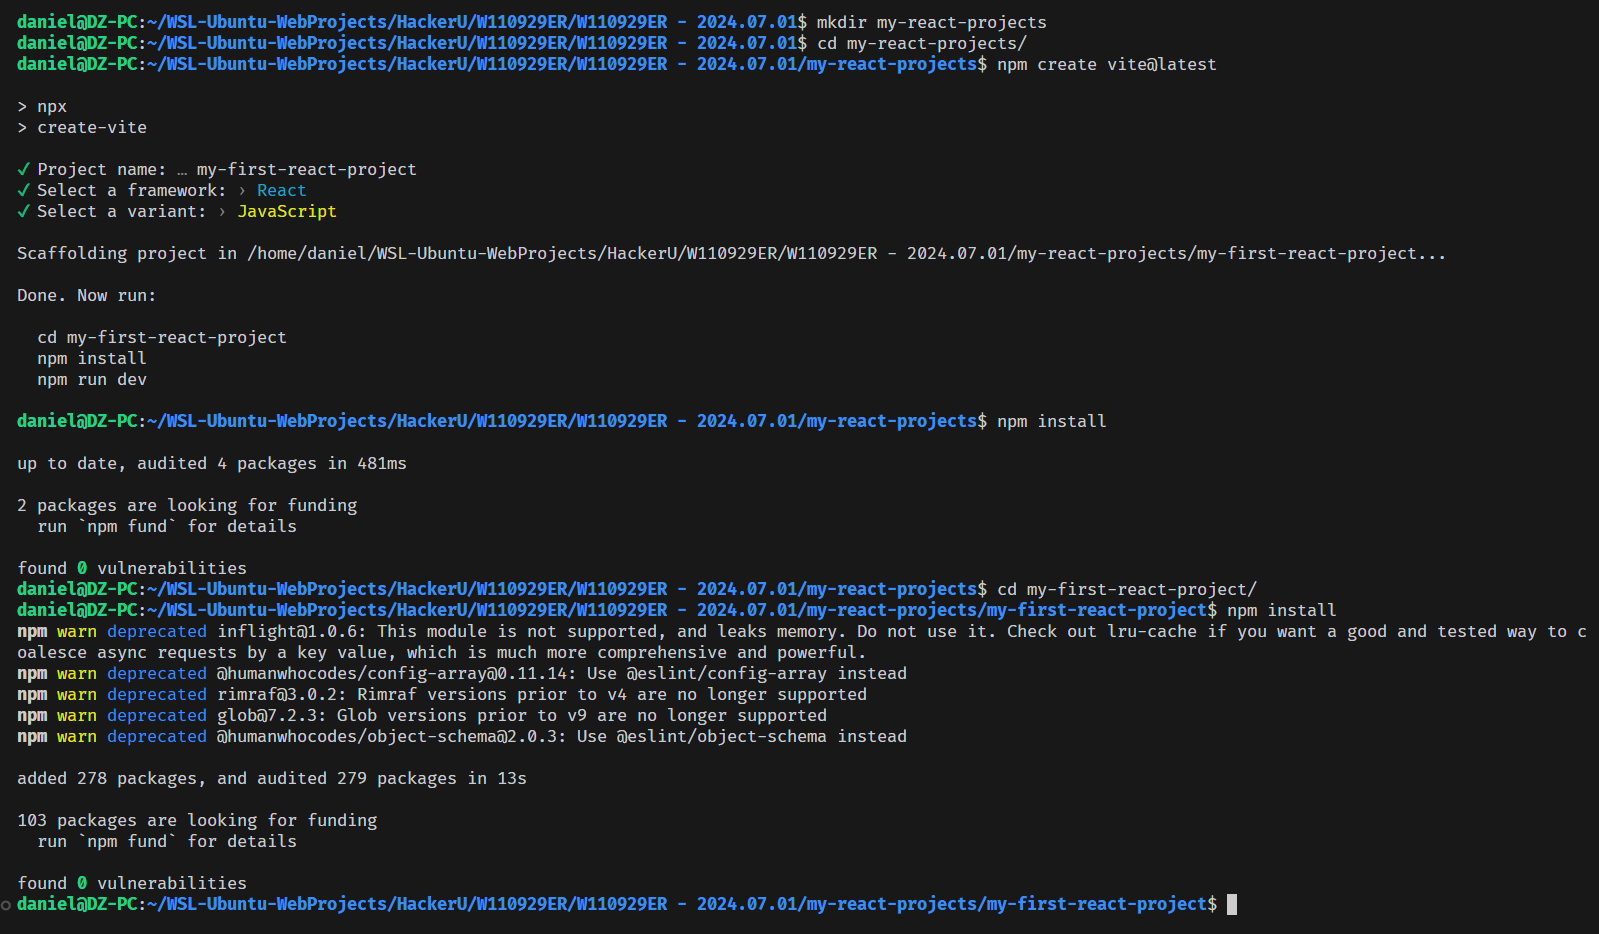 daniel@DZ-PC:~/WSL-Ubuntu-WebProjects/HackerU/W110929ER/W110929ER - 2024.07.01$ mkdir my-react-projects
daniel@DZ-PC:~/WSL-Ubuntu-WebProjects/HackerU/W110929ER/W110929ER - 2024.07.01$ cd my-react-projects/
daniel@DZ-PC:~/WSL-Ubuntu-WebProjects/HackerU/W110929ER/W110929ER - 2024.07.01/my-react-projects$ npm create vite@latest
> npx
> create-vite
✔ Project name: … my-first-react-project
✔ Select a framework: › React
✔ Select a variant: › JavaScript
Scaffolding project in /home/daniel/WSL-Ubuntu-WebProjects/HackerU/W110929ER/W110929ER - 2024.07.01/my-react-projects/my-first-react-project...
Done. Now run:
cd my-first-react-project
npm install
npm run dev
daniel@DZ-PC:~/WSL-Ubuntu-WebProjects/HackerU/W110929ER/W110929ER - 2024.07.01/my-react-projects$ npm install
up to date, audited 4 packages in 481ms
2 packages are looking for funding
run `npm fund` for details
found 0 vulnerabilities
daniel@DZ-PC:~/WSL-Ubuntu-WebProjects/HackerU/W110929ER/W110929ER - 2024.07.01/my-react-projects$ cd my-first-react-project/
daniel@DZ-PC:~/WSL-Ubuntu-WebProjects/HackerU/W110929ER/W110929ER - 2024.07.01/my-react-projects/my-first-react-project$ npm install
npm warn deprecated inflight@1.0.6: This module is not supported, and leaks memory. Do not use it. Check out lru-cache if you want a good and tested way to c
oalesce async requests by a key value, which is much more comprehensive and powerful.
npm warn deprecated @humanwhocodes/config-array@0.11.14: Use @eslint/config-array instead
npm warn deprecated rimraf@3.0.2: Rimraf versions prior to v4 are no longer supported
npm warn deprecated glob@7.2.3: Glob versions prior to v9 are no longer supported
npm warn deprecated @humanwhocodes/object-schema@2.0.3: Use @eslint/object-schema instead
added 278 packages, and audited 279 packages in 13s
103 packages are looking for funding
run `npm fund` for details
found 0 vulnerabilities
daniel@DZ-PC:~/WSL-Ubuntu-WebProjects/HackerU/W110929ER/W110929ER - 2024.07.01/my-react-projects/my-first-react-project$